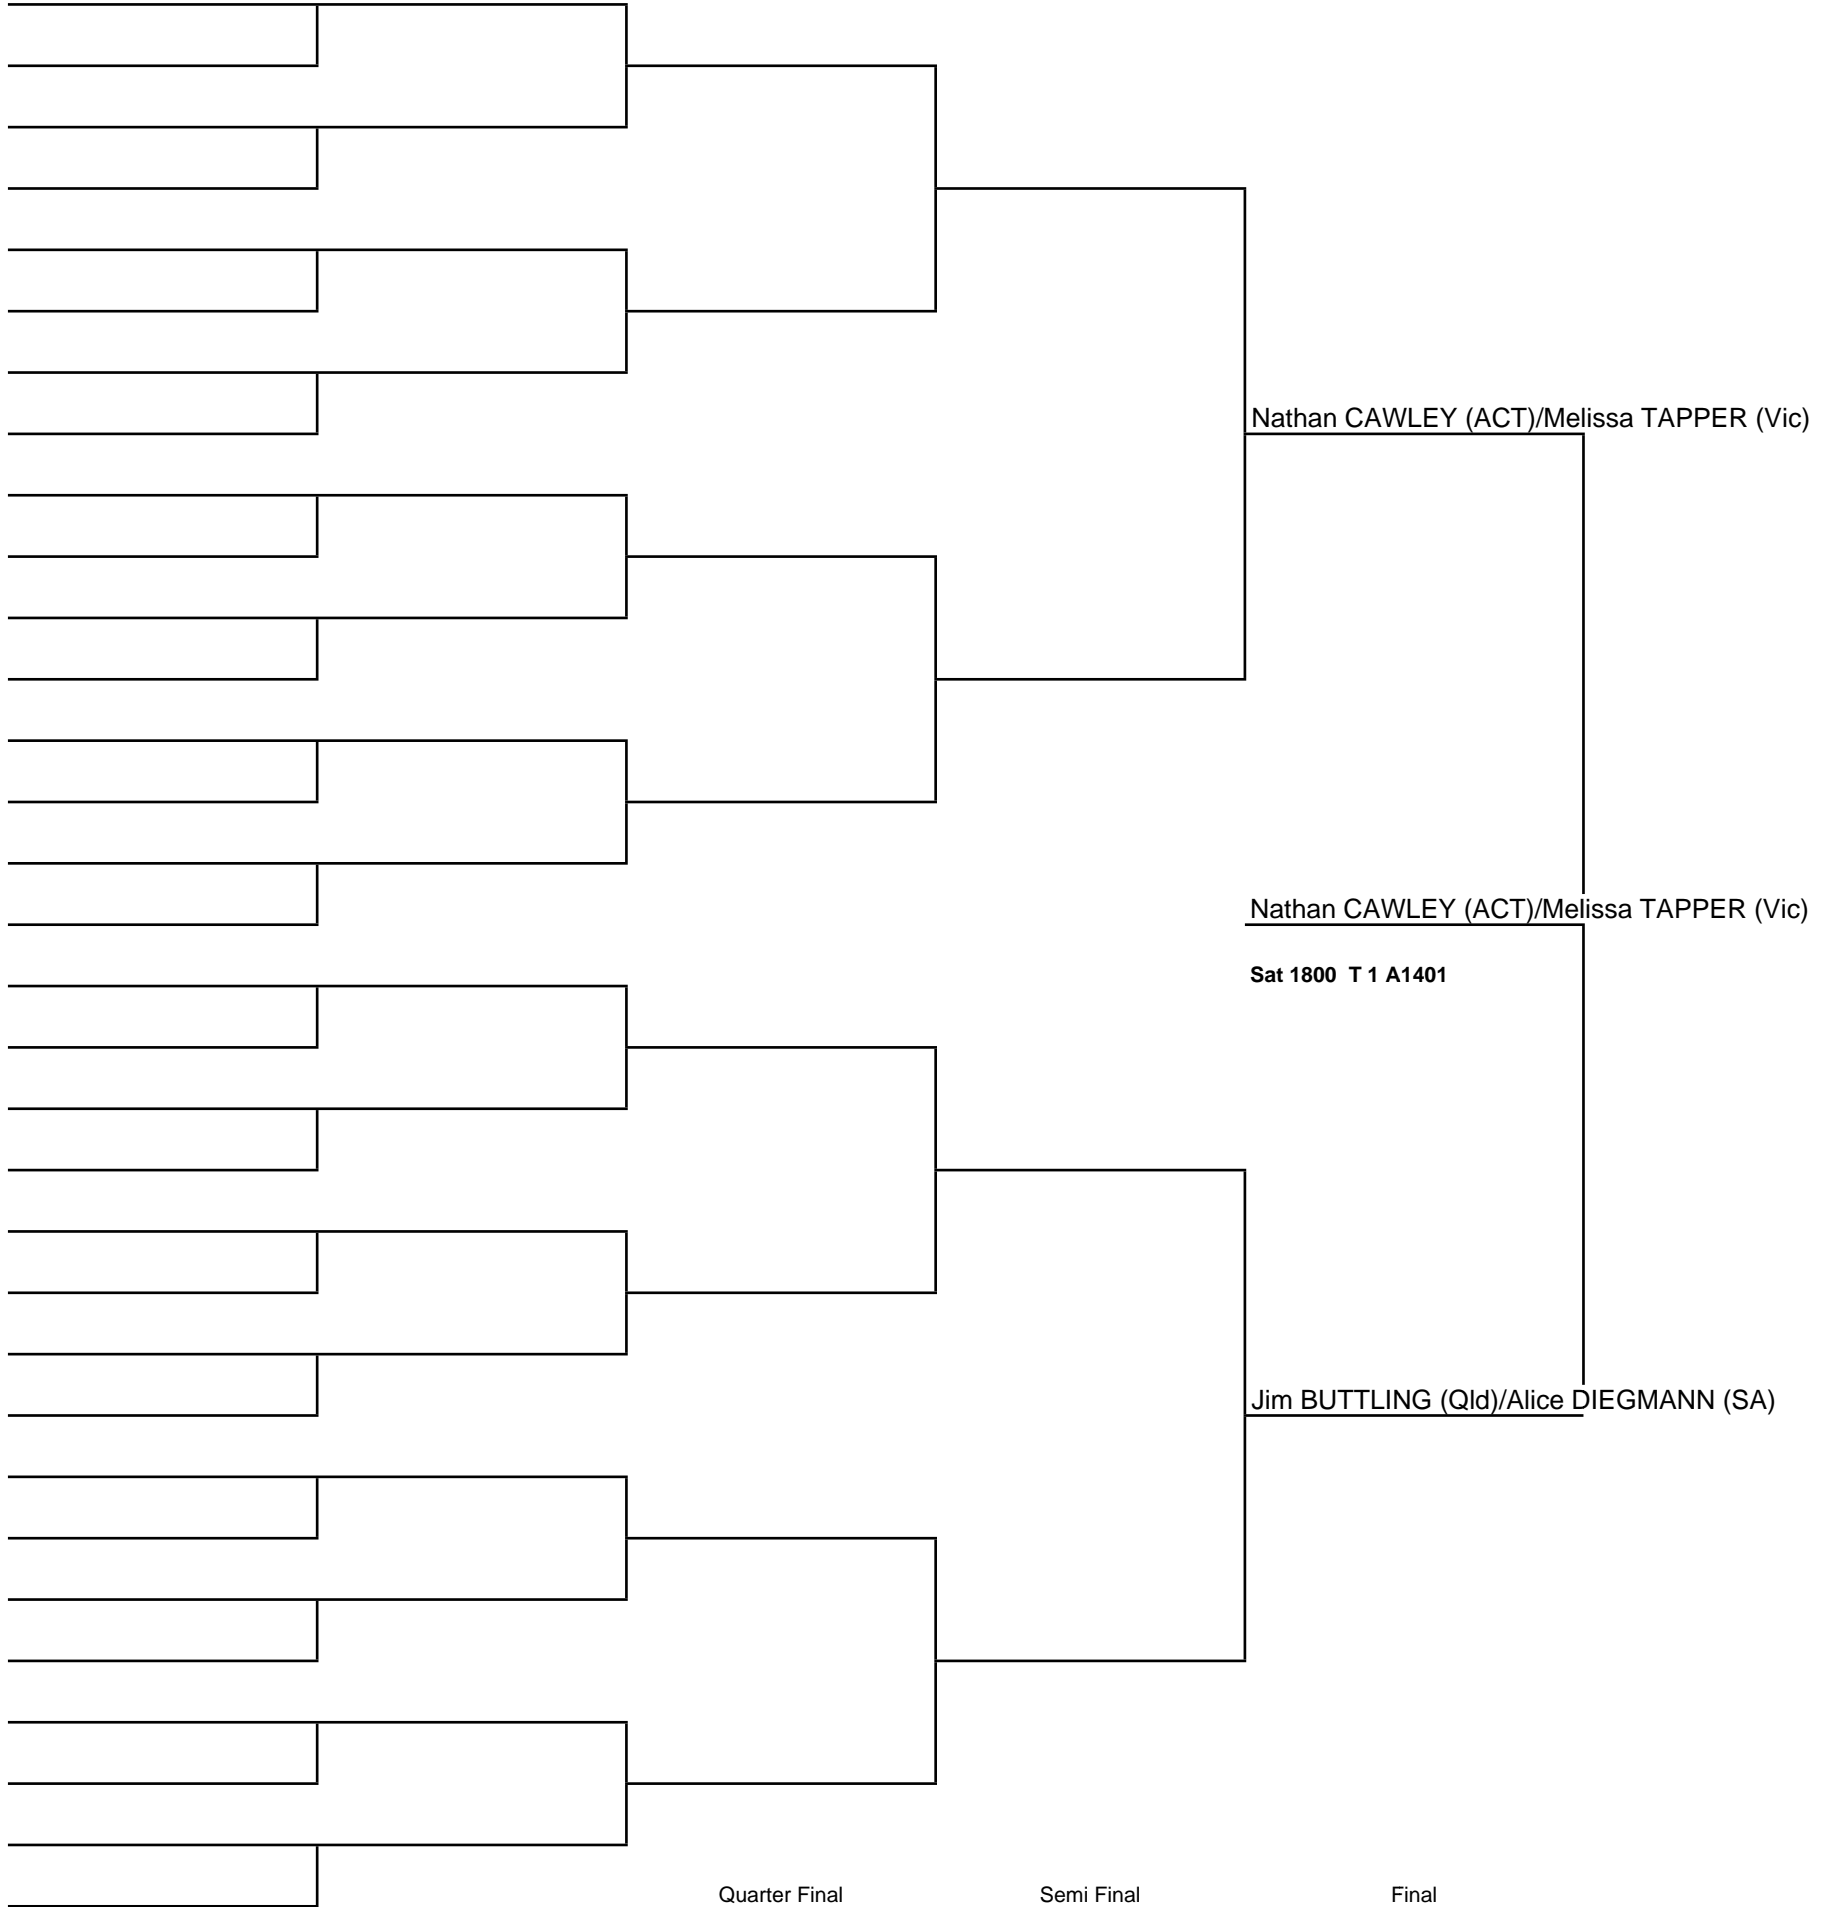 Nathan CAWLEY (ACT)/Melissa TAPPER (Vic)
Nathan CAWLEY (ACT)/Melissa TAPPER (Vic)
Sat 1800 T 1 A1401
Jim BUTTLING (Qld)/Alice DIEGMANN (SA)
Quarter Final Semi Final Final